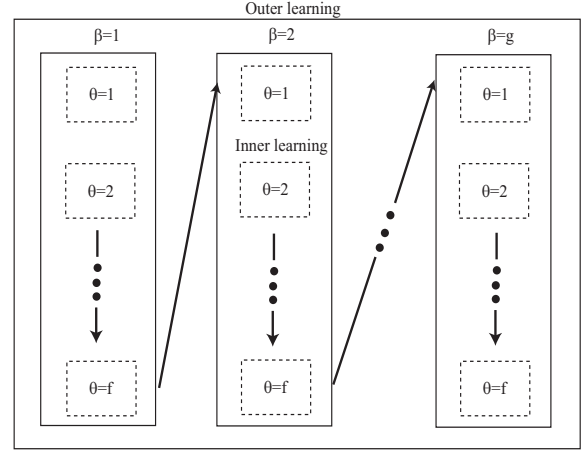 Outer learning
β=1
β=2
β=g
θ=1
θ=1
θ=1
Inner learning
θ=2
θ=2
θ=2
θ=f
θ=f
θ=f